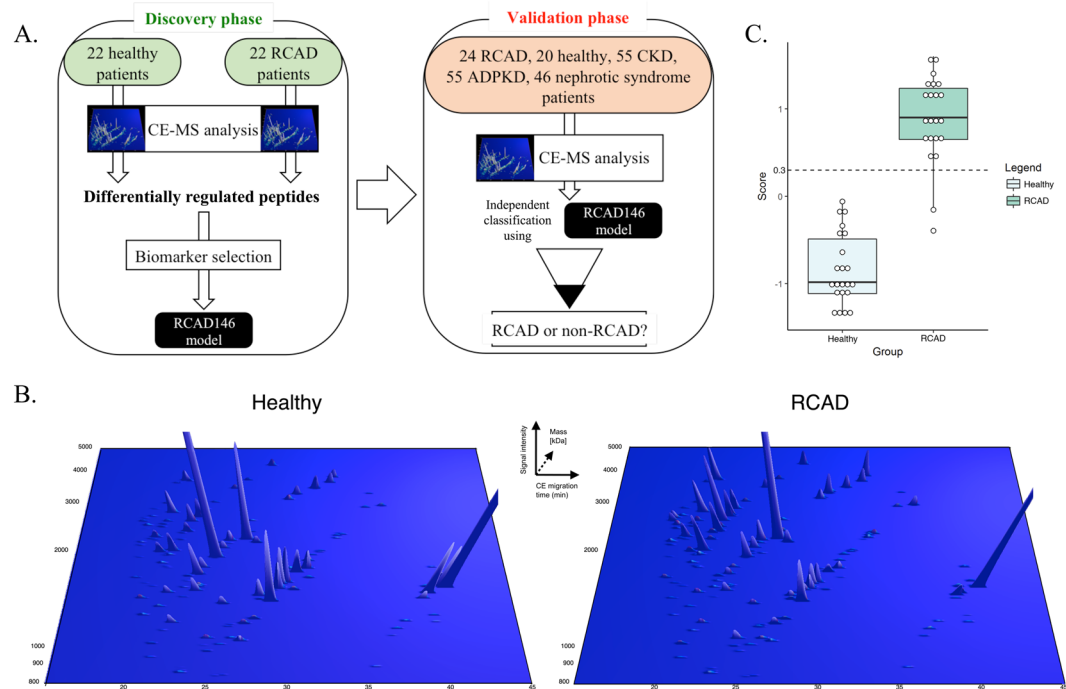 A.
Discovery phase
22 healthy
patients
22 RCAD
patients
CE-MS analysis
Differentially regulated peptides
Biomarker selection
RCAD146
model
Validation phase
24 RCAD, 20 healthy, 55 CKD,
55 ADPKD, 46 nephrotic syndrome
patients
CE-MS analysis
Independent
classification
using
RCAD146
model
RCAD or non-RCAD?
C.
Score
1
0.3
0
-1
Healthy
RCAD
Group
Legend
Healthy
RCAD
B.
Healthy
5000
4000
3000
2000
1000
900
800
15
20
25
30
35
40
45
Signal intensity
Mass
[kDa]
CE migration
time (min)
RCAD
5000
4000
3000
2000
1000
900
800
20
25
30
35
40
45